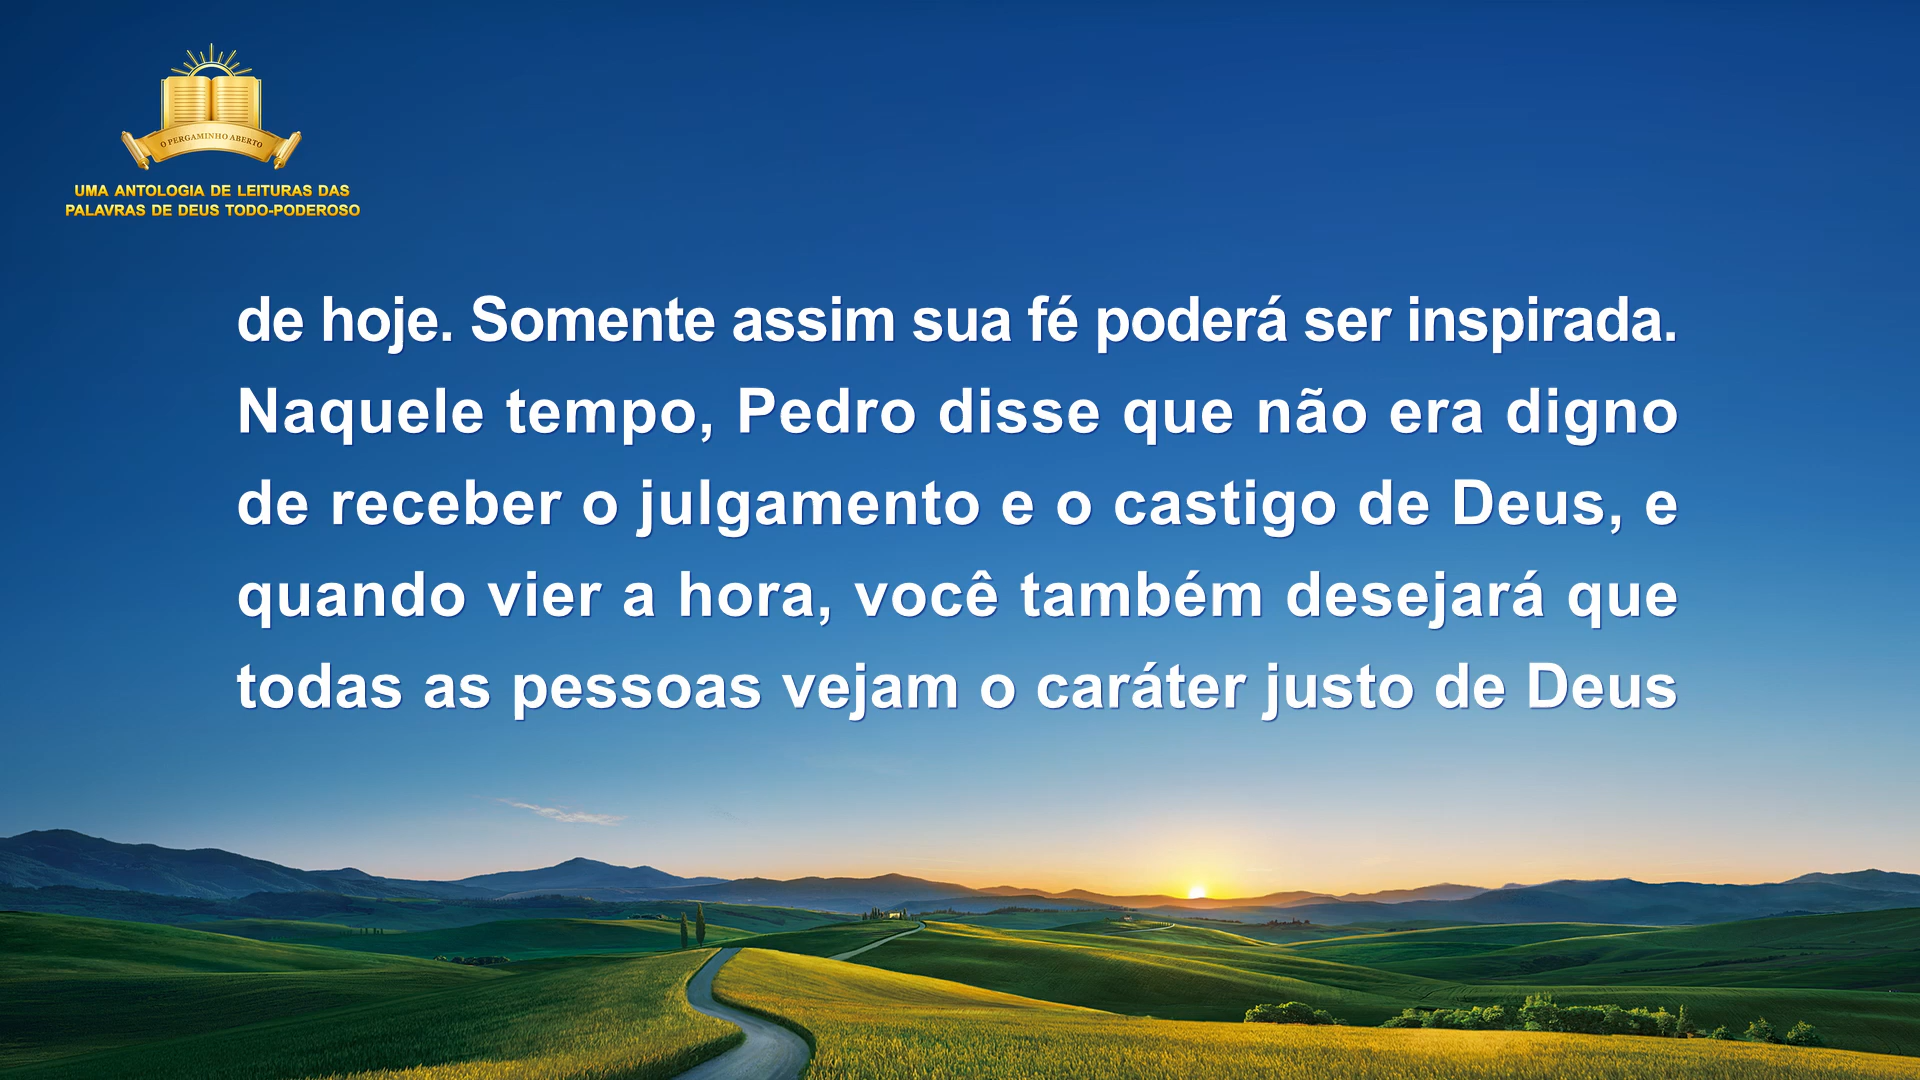 O PERGAMINHO ABERTO
UMA ANTOLOGIA DE LEITURAS DAS
PALAVRAS DE DEUS TODO-PODEROSO
de hoje. Somente assim sua fé poderá ser inspirada.
Naquele tempo, Pedro disse que não era digno
de receber o julgamento e o castigo de Deus, e
quando vier a hora, você também desejará que
todas as pessoas vejam o caráter justo de Deus